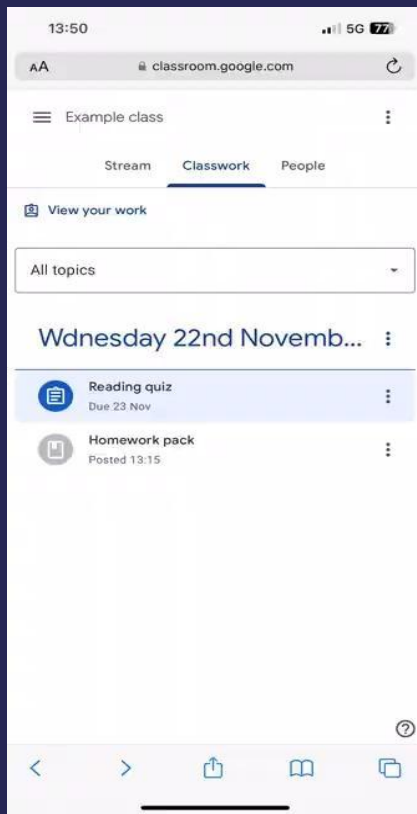 13:50 5G 77
AA classroom.google.com
Example class
Stream Classwork People
View your work
All topics
Wdnesday 22nd Novemb...
Reading quiz
Due 23 Nov
Homework pack
Posted 13:15
?